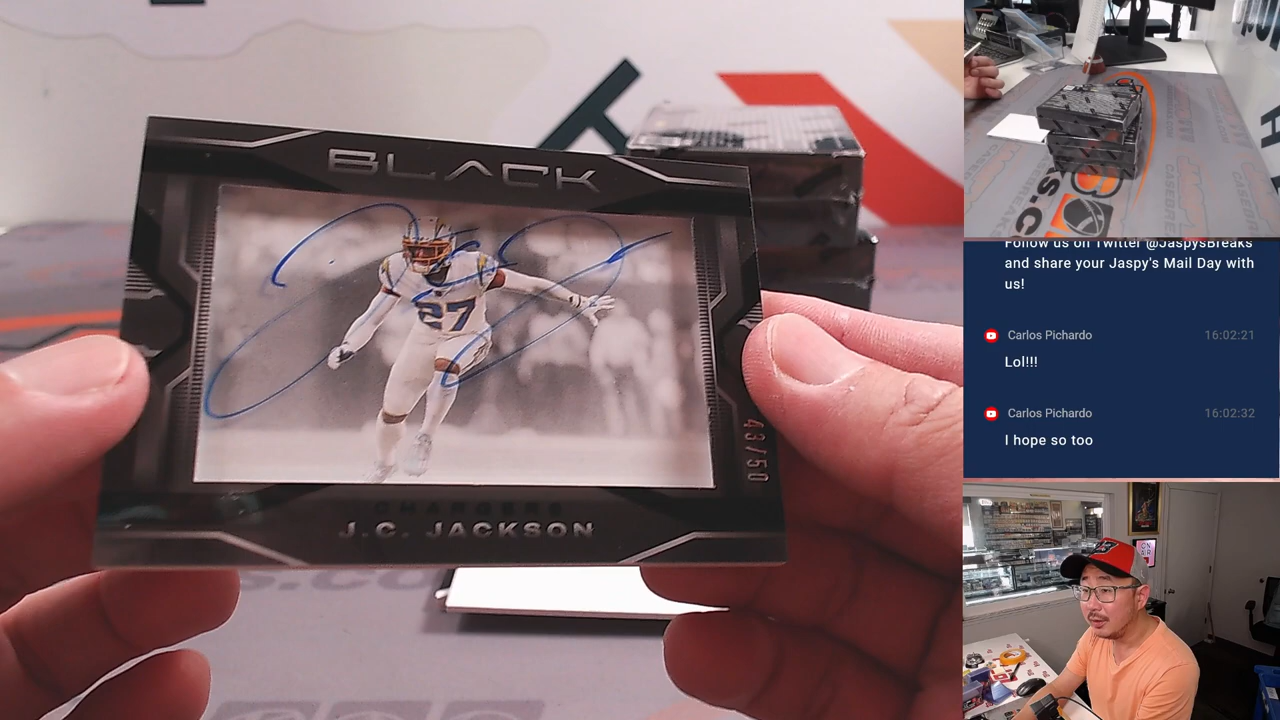 BLACK
27
43/50
CHARGERS
J.C. JACKSON
Follow us on Twitter @JaspysBreaks
and share your Jaspy's Mail Day with
us!
Carlos Pichardo 16:02:21
Lol!!!
Carlos Pichardo 16:02:32
I hope so too